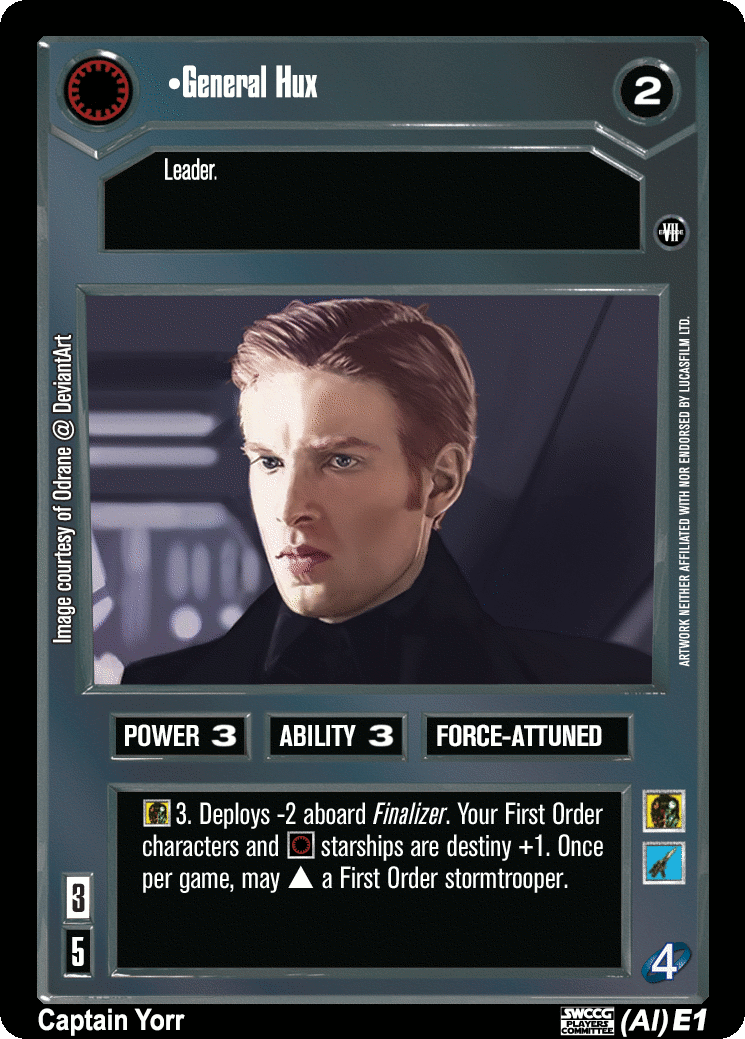 •General Hux
2
Leader.
EPISODE VII
Image courtesy of Odrane @ DeviantArt
ARTWORK NEITHER AFFILIATED WITH NOR ENDORSED BY LUCASFILM LTD.
POWER 3
ABILITY 3
FORCE-ATTUNED
3. Deploys -2 aboard Finalizer. Your First Order
characters and starships are destiny +1. Once
per game, may ▲ a First Order stormtrooper.
3
5
4
Captain Yorr
SWCCG
PLAYERS
COMMITTEE
(AI) E1